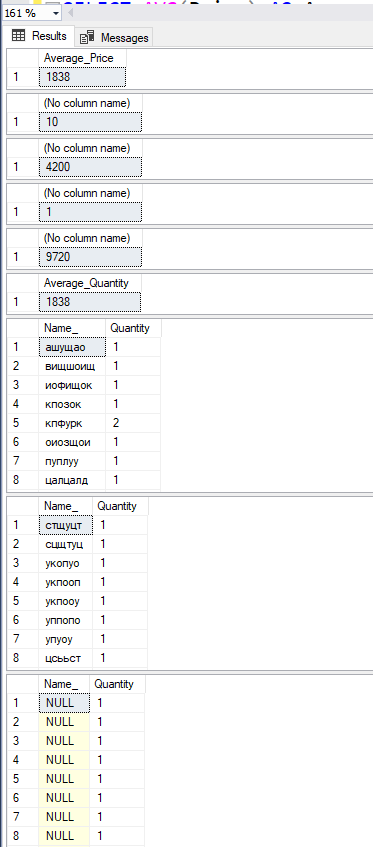 161 %
Results Messages
Average_Price
1 1838
(No column name)
1 10
(No column name)
1 4200
(No column name)
1 1
(No column name)
1 9720
Average_Quantity
1 1838
Name_ Quantity
1 ашущао 1
2 вищшоищ 1
3 иофищок 1
4 кпозок 1
5 кпфурк 2
6 оиозщои 1
7 пуплуу 1
8 цалцалд 1
Name_ Quantity
1 стщуцт 1
2 сцщтуц 1
3 укопуо 1
4 укпооп 1
5 укпооу 1
6 уппопо 1
7 упуоу 1
8 цсььст 1
Name_ Quantity
1 NULL 1
2 NULL 1
3 NULL 1
4 NULL 1
5 NULL 1
6 NULL 1
7 NULL 1
8 NULL 1